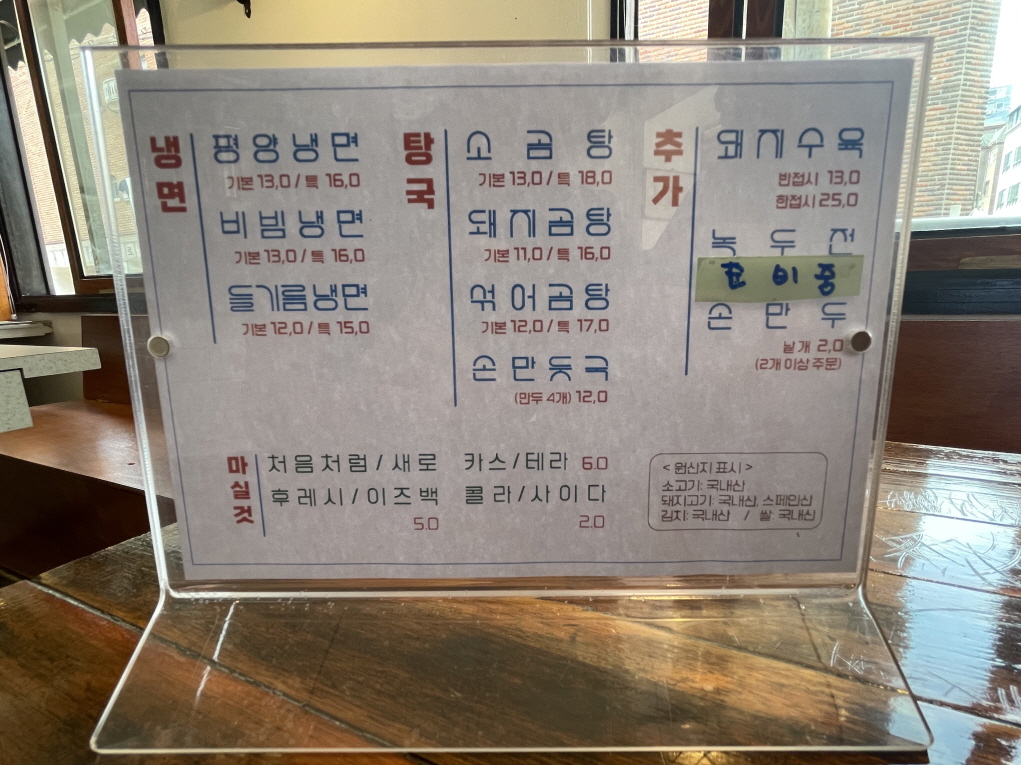 냉면
평양냉면
기본 13,0 / 특 16,0
비빔냉면
기본 13,0 / 특 16,0
들기름냉면
기본 12,0 / 특 15,0
탕국
소 곰 탕
기본 13,0 / 특 18,0
돼지곰탕
기본 11,0 / 특 16,0
섞어곰탕
기본 12,0 / 특 17,0
손만둣국
(만두 4개) 12,0
추가
돼지수육
반접시 13,0
한접시 25,0
녹 두 전
준비중
손 만 두
낱개 2,0
(2개 이상 주문)
마실것
처음처럼 / 새로 카스 / 테라 6.0
후레시 / 이즈백 콜라 / 사이다
5.0 2.0
< 원산지 표시 >
소고기: 국내산
돼지고기: 국내산, 스페인산
김치: 국내산 / 쌀: 국내산